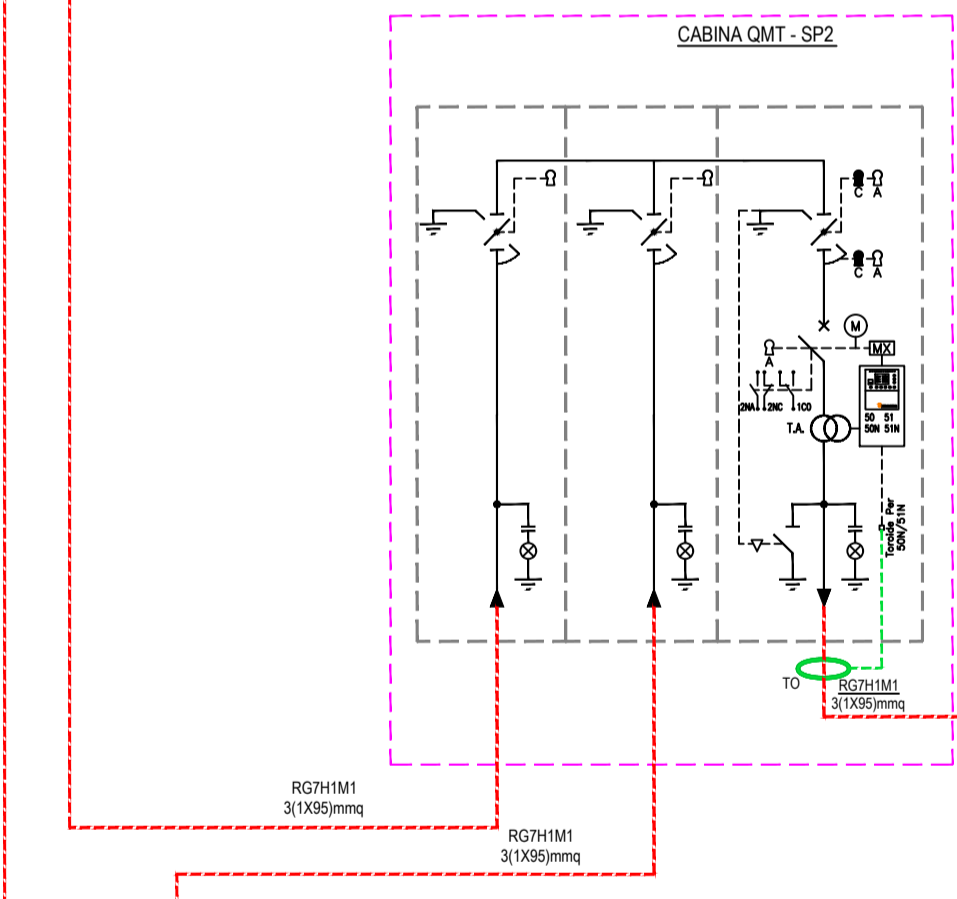 CABINA QMT - SP2
C A
C A
M
MX
A
2NA
2NC
1C0
T.A.
50 51
50N 51N
Toroide Per
50N/51N
TO
RG7H1M1
3(1X95)mmq
RG7H1M1
3(1X95)mmq
RG7H1M1
3(1X95)mmq